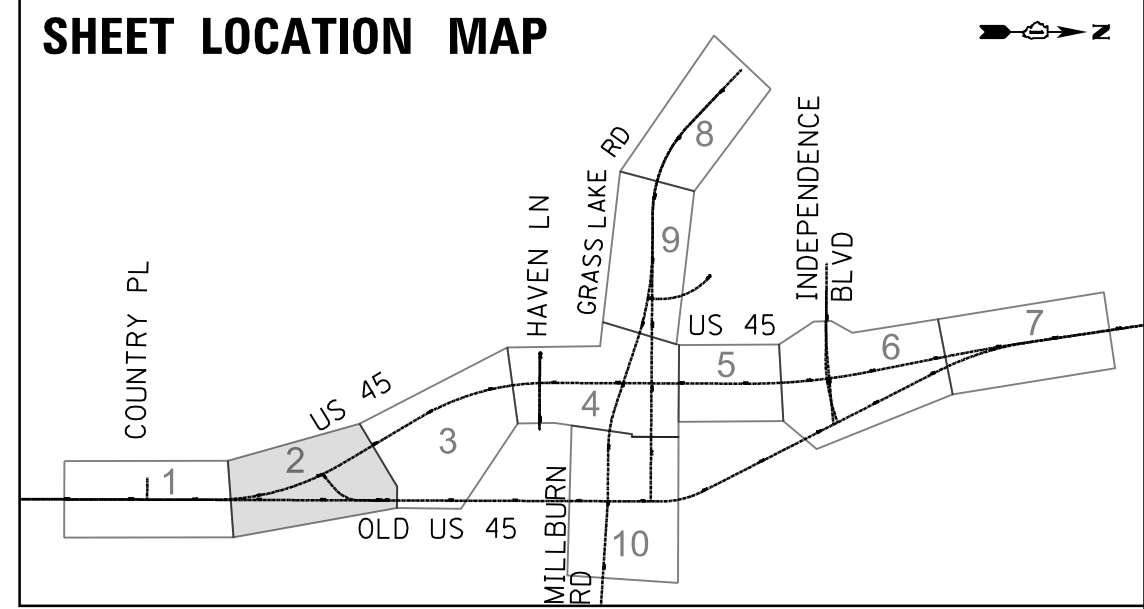 SHEET LOCATION MAP
N
8
GRASS LAKE RD
INDEPENDENCE
BLVD
HAVEN LN
9
COUNTRY PL
US 45
7
6
5
US 45
4
3
2
1
OLD US 45
MILLBURN
RD
10